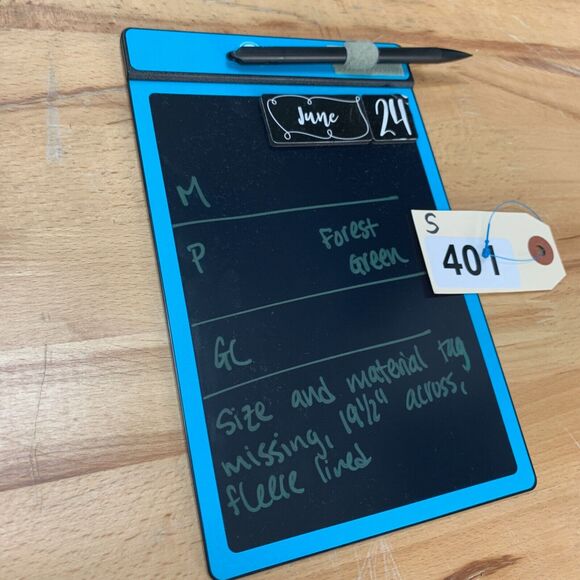 June 24
M
S
401
P Forest
Green
GC
Size and material tag
missing, 19 1/2" across,
fleece lined